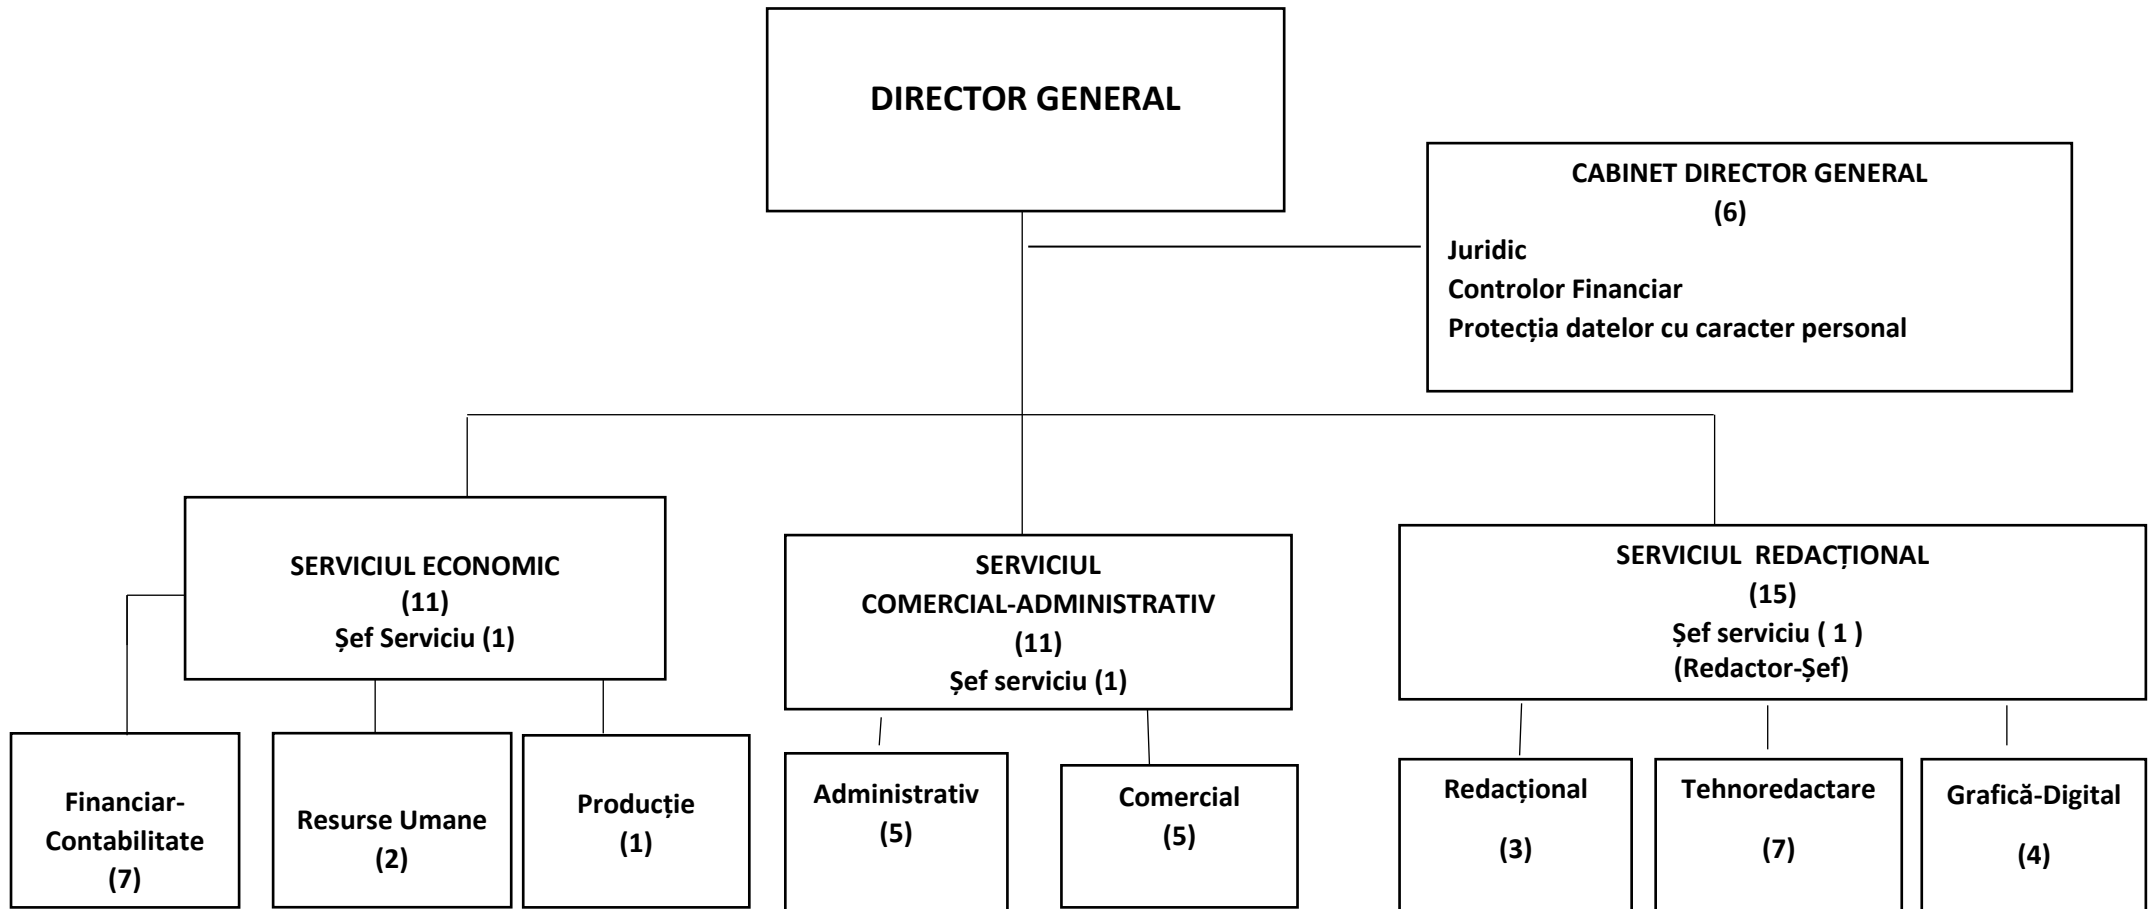 DIRECTOR GENERAL
CABINET DIRECTOR GENERAL
(6)
Juridic
Controlor Financiar
Protecția datelor cu caracter personal
SERVICIUL ECONOMIC
(11)
Șef Serviciu (1)
SERVICIUL
COMERCIAL-ADMINISTRATIV
(11)
Șef serviciu (1)
SERVICIUL  REDACȚIONAL
(15)
Șef serviciu ( 1 )
(Redactor-Șef)
Financiar-
Contabilitate
(7)
Resurse Umane
(2)
Producție
(1)
Administrativ
(5)
Comercial
(5)
Redacțional
(3)
Tehnoredactare
(7)
Grafică-Digital
(4)